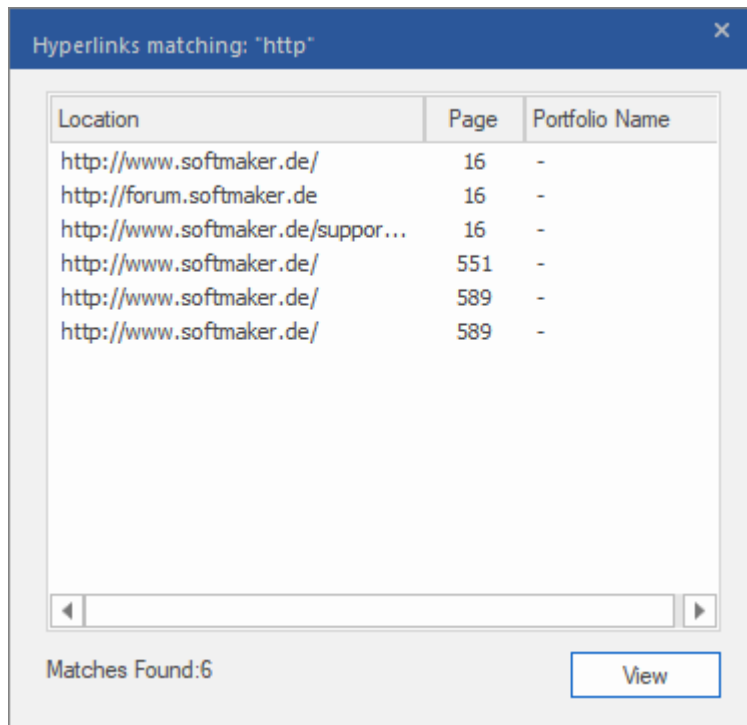 Hyperlinks matching: "http"
Location Page Portfolio Name
http://www.softmaker.de/ 16 -
http://forum.softmaker.de 16 -
http://www.softmaker.de/suppor... 16 -
http://www.softmaker.de/ 551 -
http://www.softmaker.de/ 589 -
http://www.softmaker.de/ 589 -
Matches Found:6 View